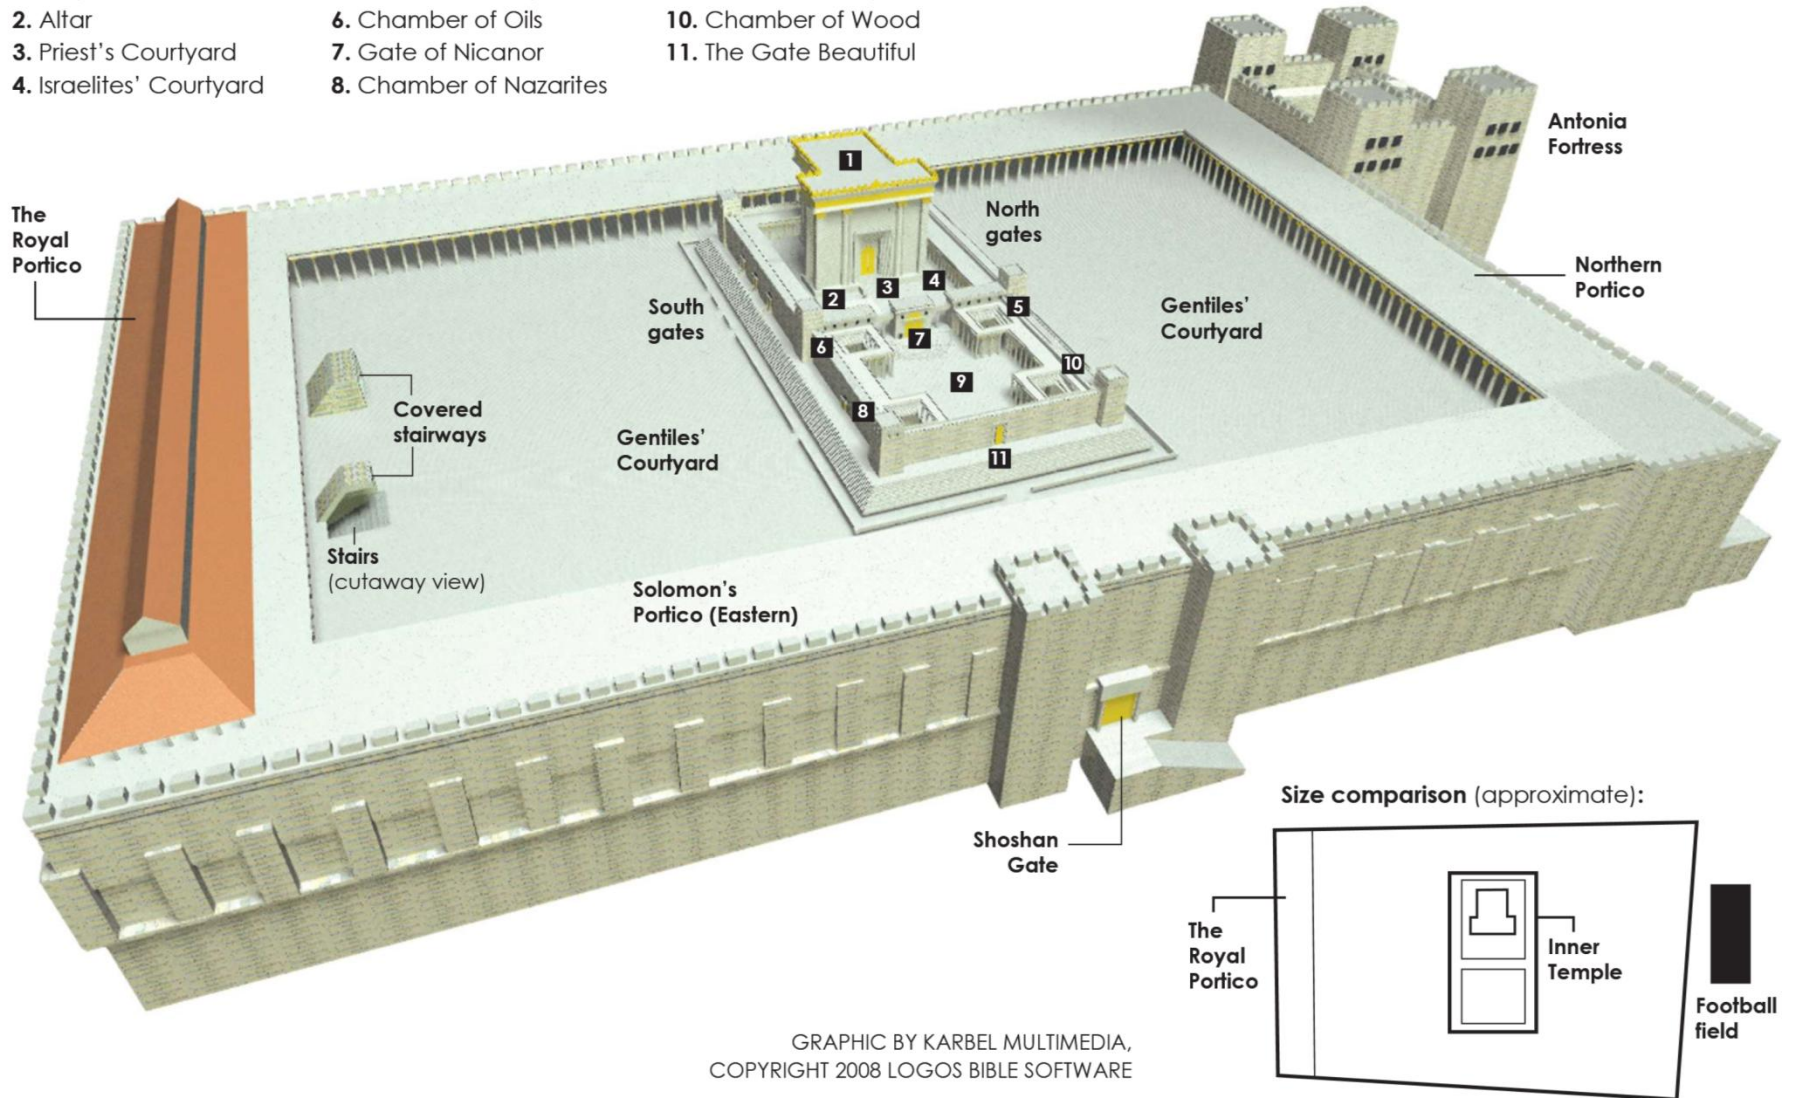 2. Altar
3. Priest's Courtyard
4. Israelites' Courtyard
6. Chamber of Oils
7. Gate of Nicanor
8. Chamber of Nazarites
10. Chamber of Wood
11. The Gate Beautiful
Antonia
Fortress
1
The
Royal
Portico
North
gates
Northern
Portico
South
gates
2
3
4
5
Gentiles'
Courtyard
6
7
8
9
10
11
Covered
stairways
Gentiles'
Courtyard
Stairs
(cutaway view)
Solomon's
Portico (Eastern)
Shoshan
Gate
Size comparison (approximate):
The
Royal
Portico
Inner
Temple
Football
field
GRAPHIC BY KARBEL MULTIMEDIA,
COPYRIGHT 2008 LOGOS BIBLE SOFTWARE